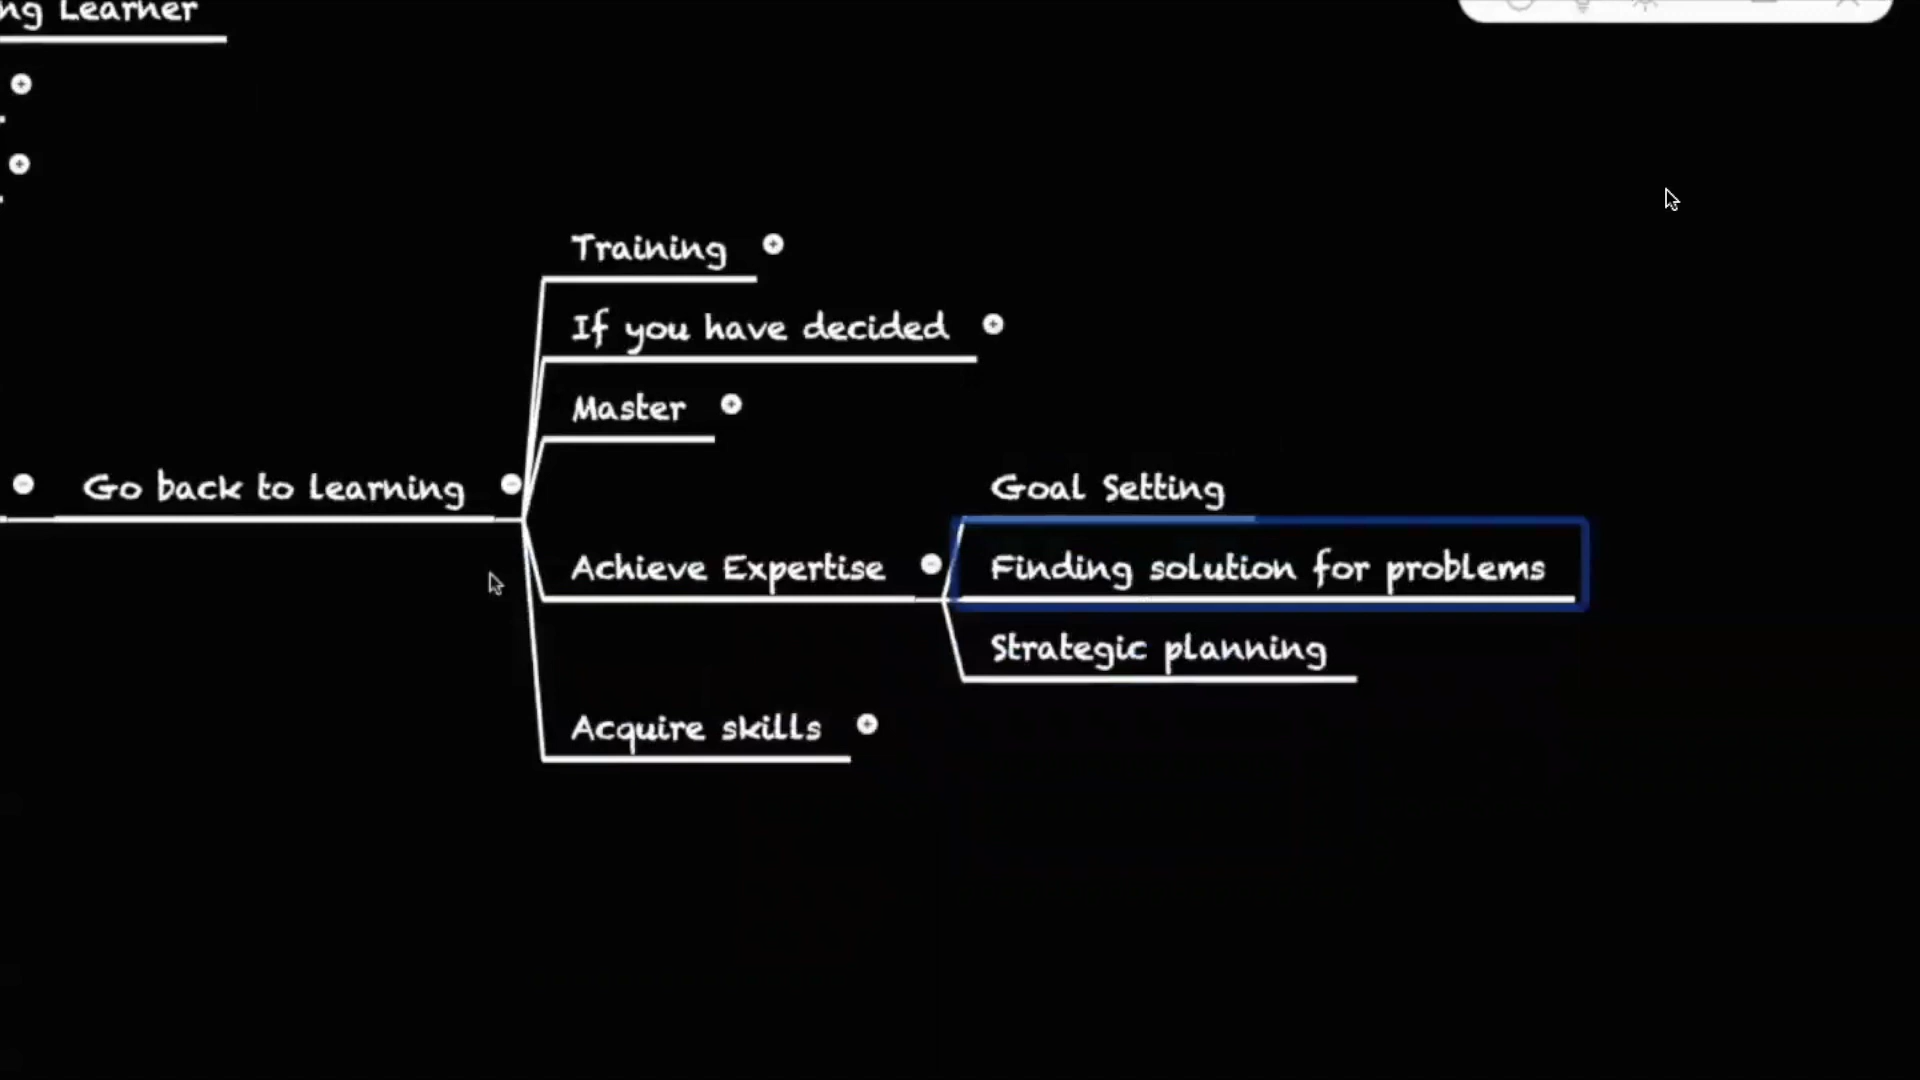 ng Learner
Training
If you have decided
Master
Go back to learning
Goal Setting
Achieve Expertise
Finding solution for problems
Strategic planning
Acquire skills